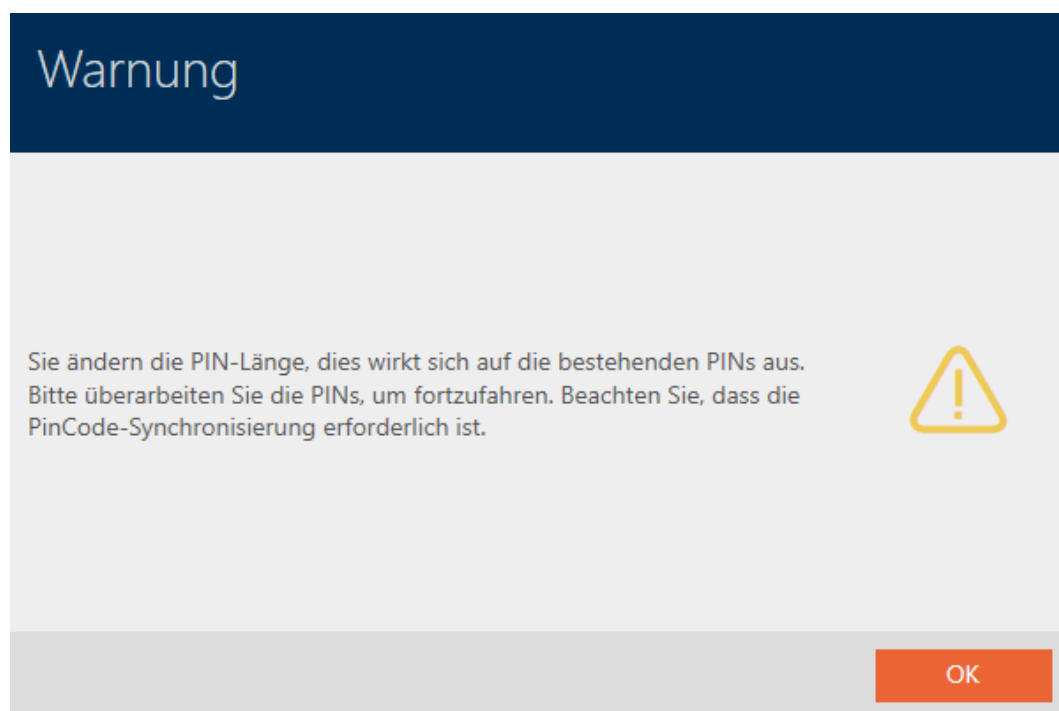 Warnung
Sie ändern die PIN-Länge, dies wirkt sich auf die bestehenden PINs aus.
Bitte überarbeiten Sie die PINs, um fortzufahren. Beachten Sie, dass die
PinCode-Synchronisierung erforderlich ist.
OK